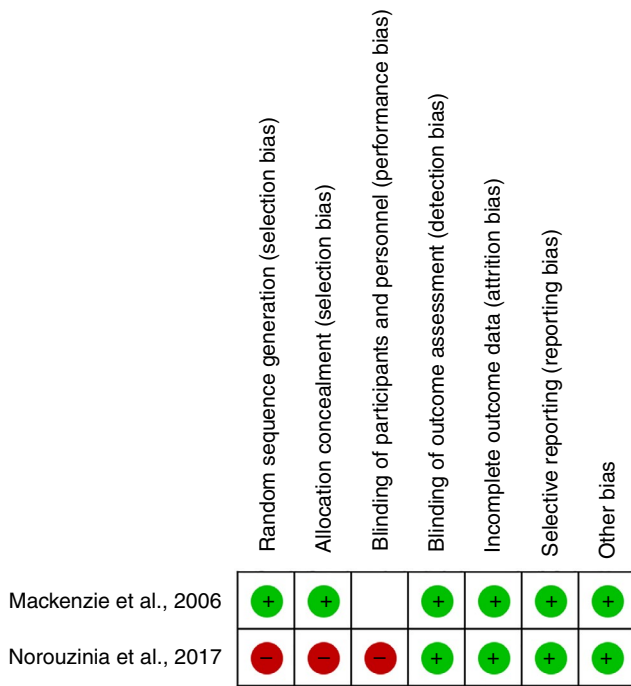 Random sequence generation (selection bias)
Allocation concealment (selection bias)
Blinding of participants and personnel (performance bias)
Blinding of outcome assessment (detection bias)
Incomplete outcome data (attrition bias)
Selective reporting (reporting bias)
Other bias
Mackenzie et al., 2006 + + + + + +
Norouzinia et al., 2017 – – – + + + +